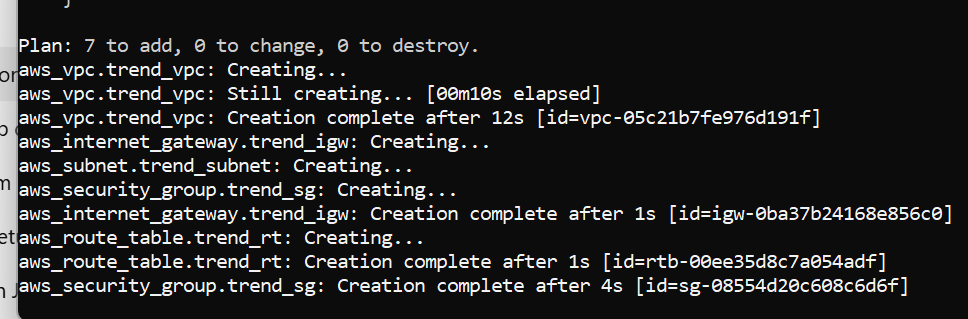 }
Plan: 7 to add, 0 to change, 0 to destroy.
aws_vpc.trend_vpc: Creating...
aws_vpc.trend_vpc: Still creating... [00m10s elapsed]
aws_vpc.trend_vpc: Creation complete after 12s [id=vpc-05c21b7fe976d191f]
aws_internet_gateway.trend_igw: Creating...
aws_subnet.trend_subnet: Creating...
aws_security_group.trend_sg: Creating...
aws_internet_gateway.trend_igw: Creation complete after 1s [id=igw-0ba37b24168e856c0]
aws_route_table.trend_rt: Creating...
aws_route_table.trend_rt: Creation complete after 1s [id=rtb-00ee35d8c7a054adf]
aws_security_group.trend_sg: Creation complete after 4s [id=sg-08554d20c608c6d6f]